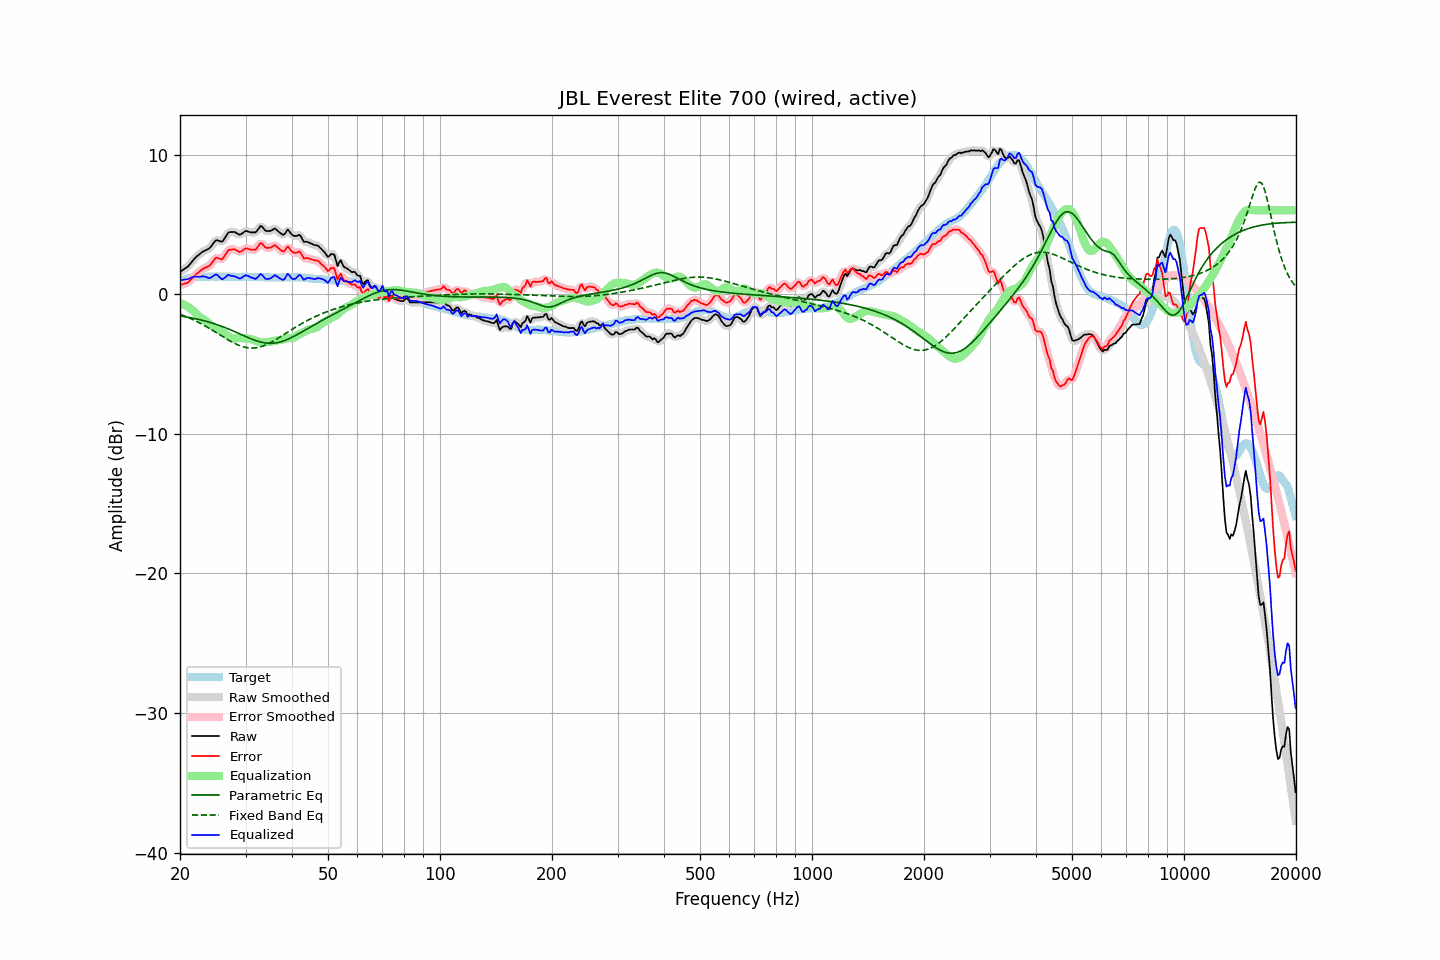 JBL Everest Elite 700 (wired, active)
10
0
−10
−20
−30
−40
Amplitude (dBr)
Target
Raw Smoothed
Error Smoothed
Raw
Error
Equalization
Parametric Eq
Fixed Band Eq
Equalized
20 50 100 200 500 1000 2000 5000 10000 20000
Frequency (Hz)